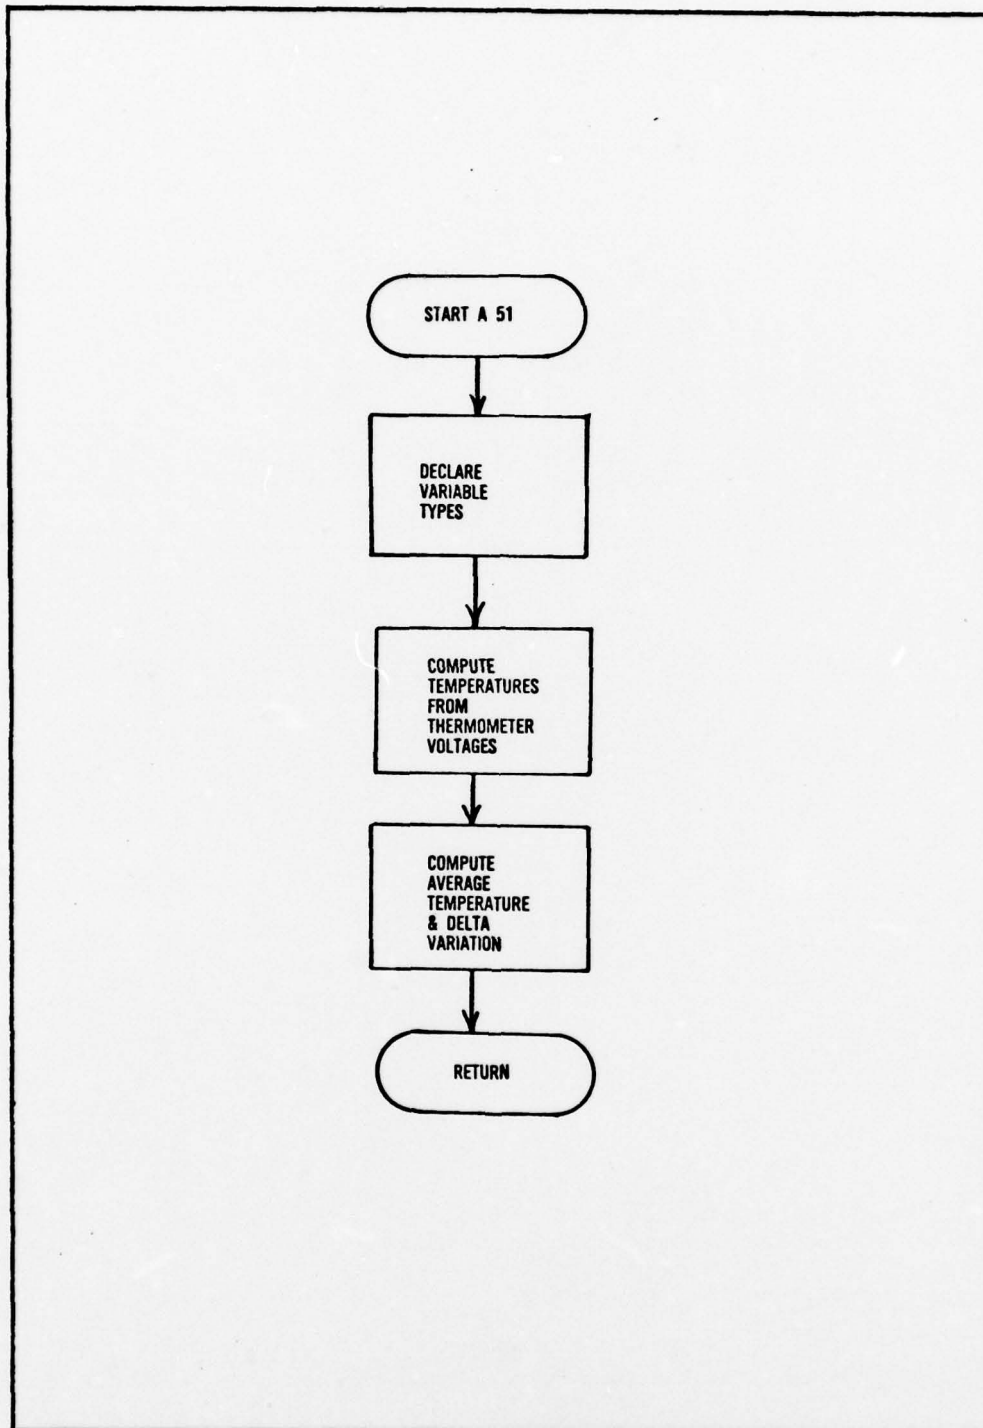 START A 51
DECLARE
VARIABLE
TYPES
COMPUTE
TEMPERATURES
FROM
THERMOMETER
VOLTAGES
COMPUTE
AVERAGE
TEMPERATURE
& DELTA
VARIATION
RETURN